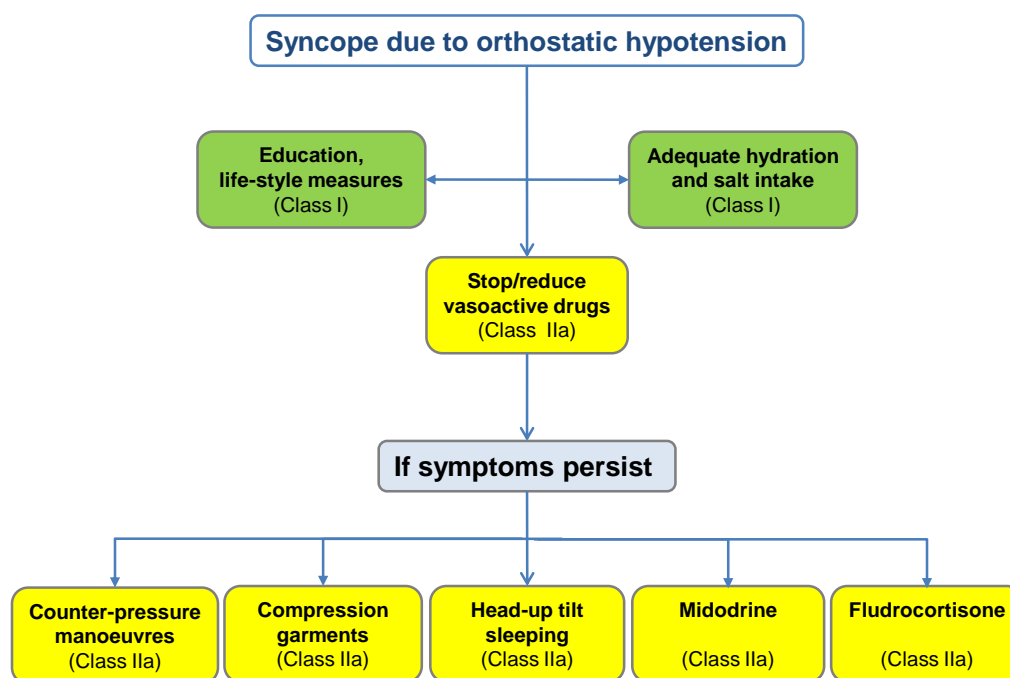 Syncope due to orthostatic hypotension
Education,
life-style measures
(Class I)
Adequate hydration
and salt intake
(Class I)
Stop/reduce
vasoactive drugs
(Class IIa)
If symptoms persist
Counter-pressure
manoeuvres
(Class IIa)
Compression
garments
(Class IIa)
Head-up tilt
sleeping
(Class IIa)
Midodrine
(Class IIa)
Fludrocortisone
(Class IIa)